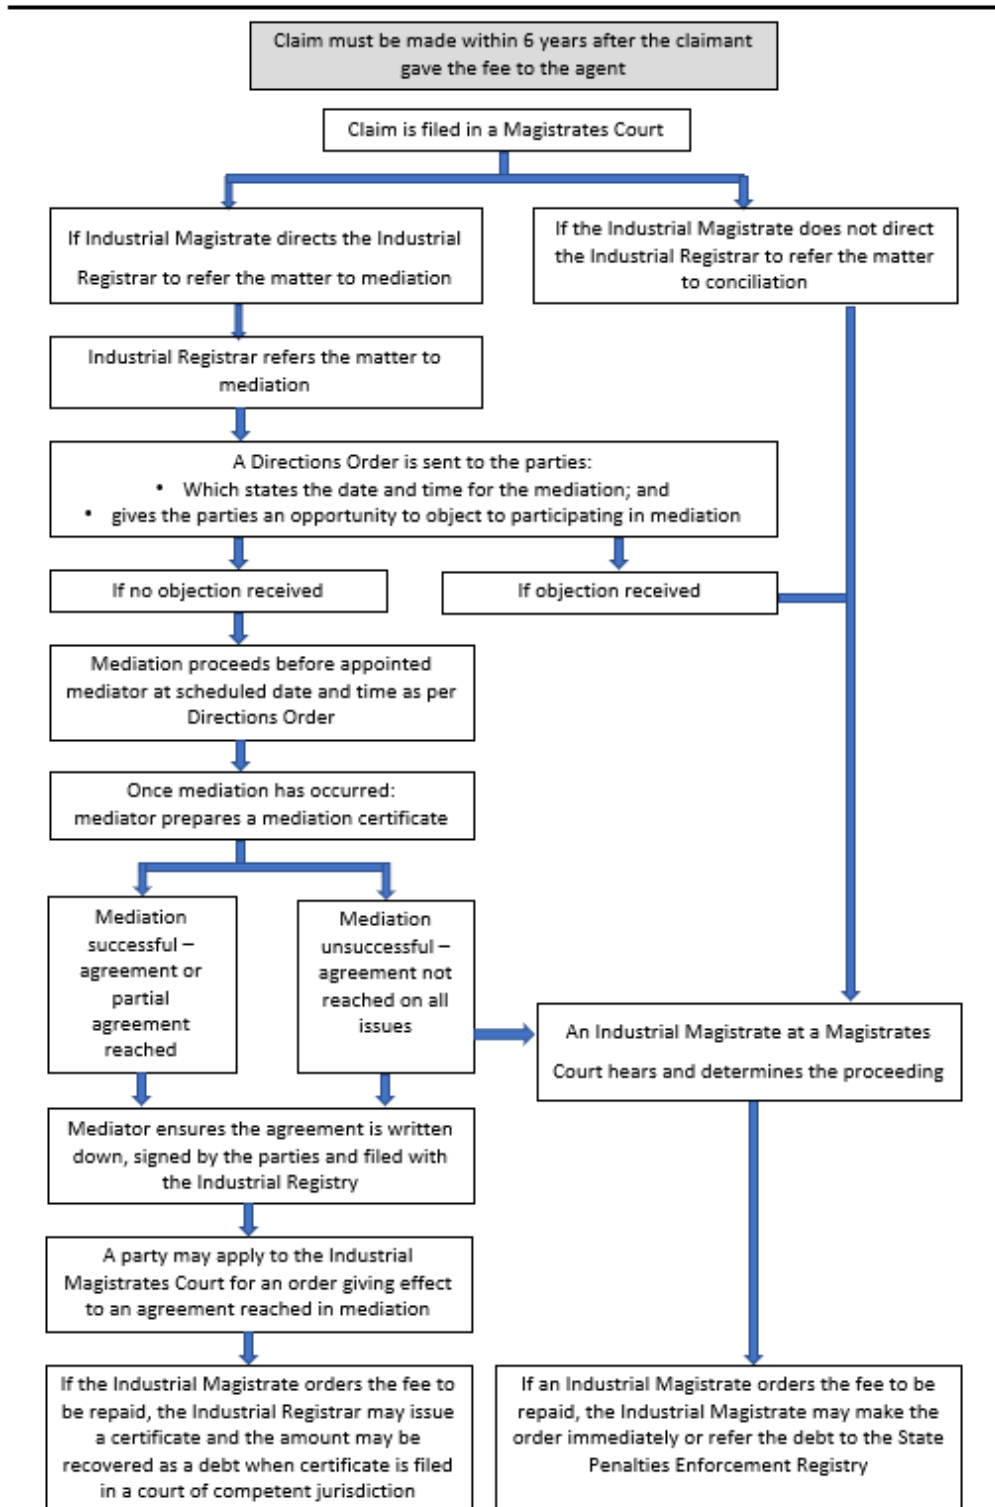 Claim must be made within 6 years after the claimant
gave the fee to the agent
Claim is filed in a Magistrates Court
If Industrial Magistrate directs the Industrial
Registrar to refer the matter to mediation
If the Industrial Magistrate does not direct
the Industrial Registrar to refer the matter
to conciliation
Industrial Registrar refers the matter to
mediation
A Directions Order is sent to the parties:
• Which states the date and time for the mediation; and
• gives the parties an opportunity to object to participating in mediation
If no objection received
If objection received
Mediation proceeds before appointed
mediator at scheduled date and time as per
Directions Order
Once mediation has occurred:
mediator prepares a mediation certificate
Mediation
successful –
agreement or
partial
agreement
reached
Mediation
unsuccessful –
agreement not
reached on all
issues
An Industrial Magistrate at a Magistrates
Court hears and determines the proceeding
Mediator ensures the agreement is written
down, signed by the parties and filed with
the Industrial Registry
A party may apply to the Industrial
Magistrates Court for an order giving effect
to an agreement reached in mediation
If the Industrial Magistrate orders the fee to
be repaid, the Industrial Registrar may issue
a certificate and the amount may be
recovered as a debt when certificate is filed
in a court of competent jurisdiction
If an Industrial Magistrate orders the fee to be
repaid, the Industrial Magistrate may make the
order immediately or refer the debt to the State
Penalties Enforcement Registry